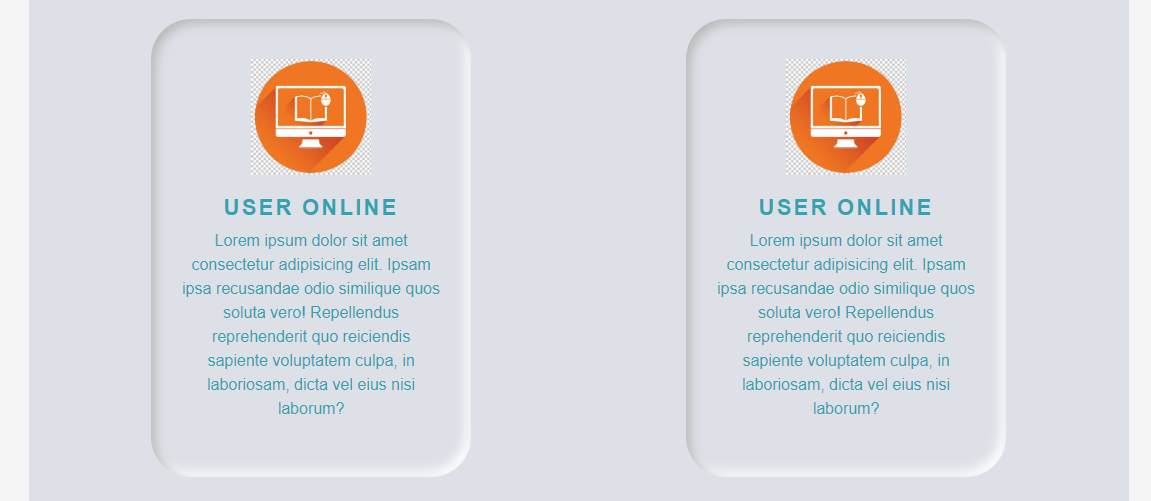 USER ONLINE
Lorem ipsum dolor sit amet
consectetur adipisicing elit. Ipsam
ipsa recusandae odio similique quos
soluta vero! Repellendus
reprehenderit quo reiciendis
sapiente voluptatem culpa, in
laboriosam, dicta vel eius nisi
laborum?
USER ONLINE
Lorem ipsum dolor sit amet
consectetur adipisicing elit. Ipsam
ipsa recusandae odio similique quos
soluta vero! Repellendus
reprehenderit quo reiciendis
sapiente voluptatem culpa, in
laboriosam, dicta vel eius nisi
laborum?